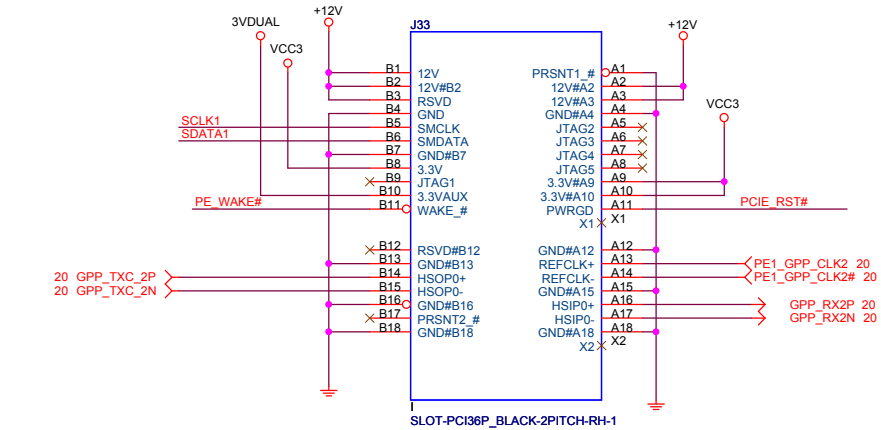 +12V
3VDUAL
VCC3
J33
+12V
VCC3
B1 12V PRSNT1_# A1
B2 12V#B2 12V#A2 A2
B3 RSVD 12V#A3 A3
B4 GND GND#A4 A4
SCLK1 B5 SMCLK JTAG2 A5
SDATA1 B6 SMDATA JTAG3 A6
B7 GND#B7 JTAG4 A7
B8 3.3V JTAG5 A8
B9 JTAG1 3.3V#A9 A9
B10 3.3VAUX 3.3V#A10 A10
PE_WAKE# B11 WAKE_# PWRGD A11 PCIE_RST#
X1 X1
B12 RSVD#B12 GND#A12 A12
B13 GND#B13 REFCLK+ A13 PE1_GPP_CLK2 20
20 GPP_TXC_2P B14 HSOP0+ REFCLK- A14 PE1_GPP_CLK2# 20
20 GPP_TXC_2N B15 HSOP0- GND#A15 A15
B16 GND#B16 HSIP0+ A16 GPP_RX2P 20
B17 PRSNT2_# HSIP0- A17 GPP_RX2N 20
B18 GND#B18 GND#A18 A18
X2 X2
SLOT-PCI36P_BLACK-2PITCH-RH-1